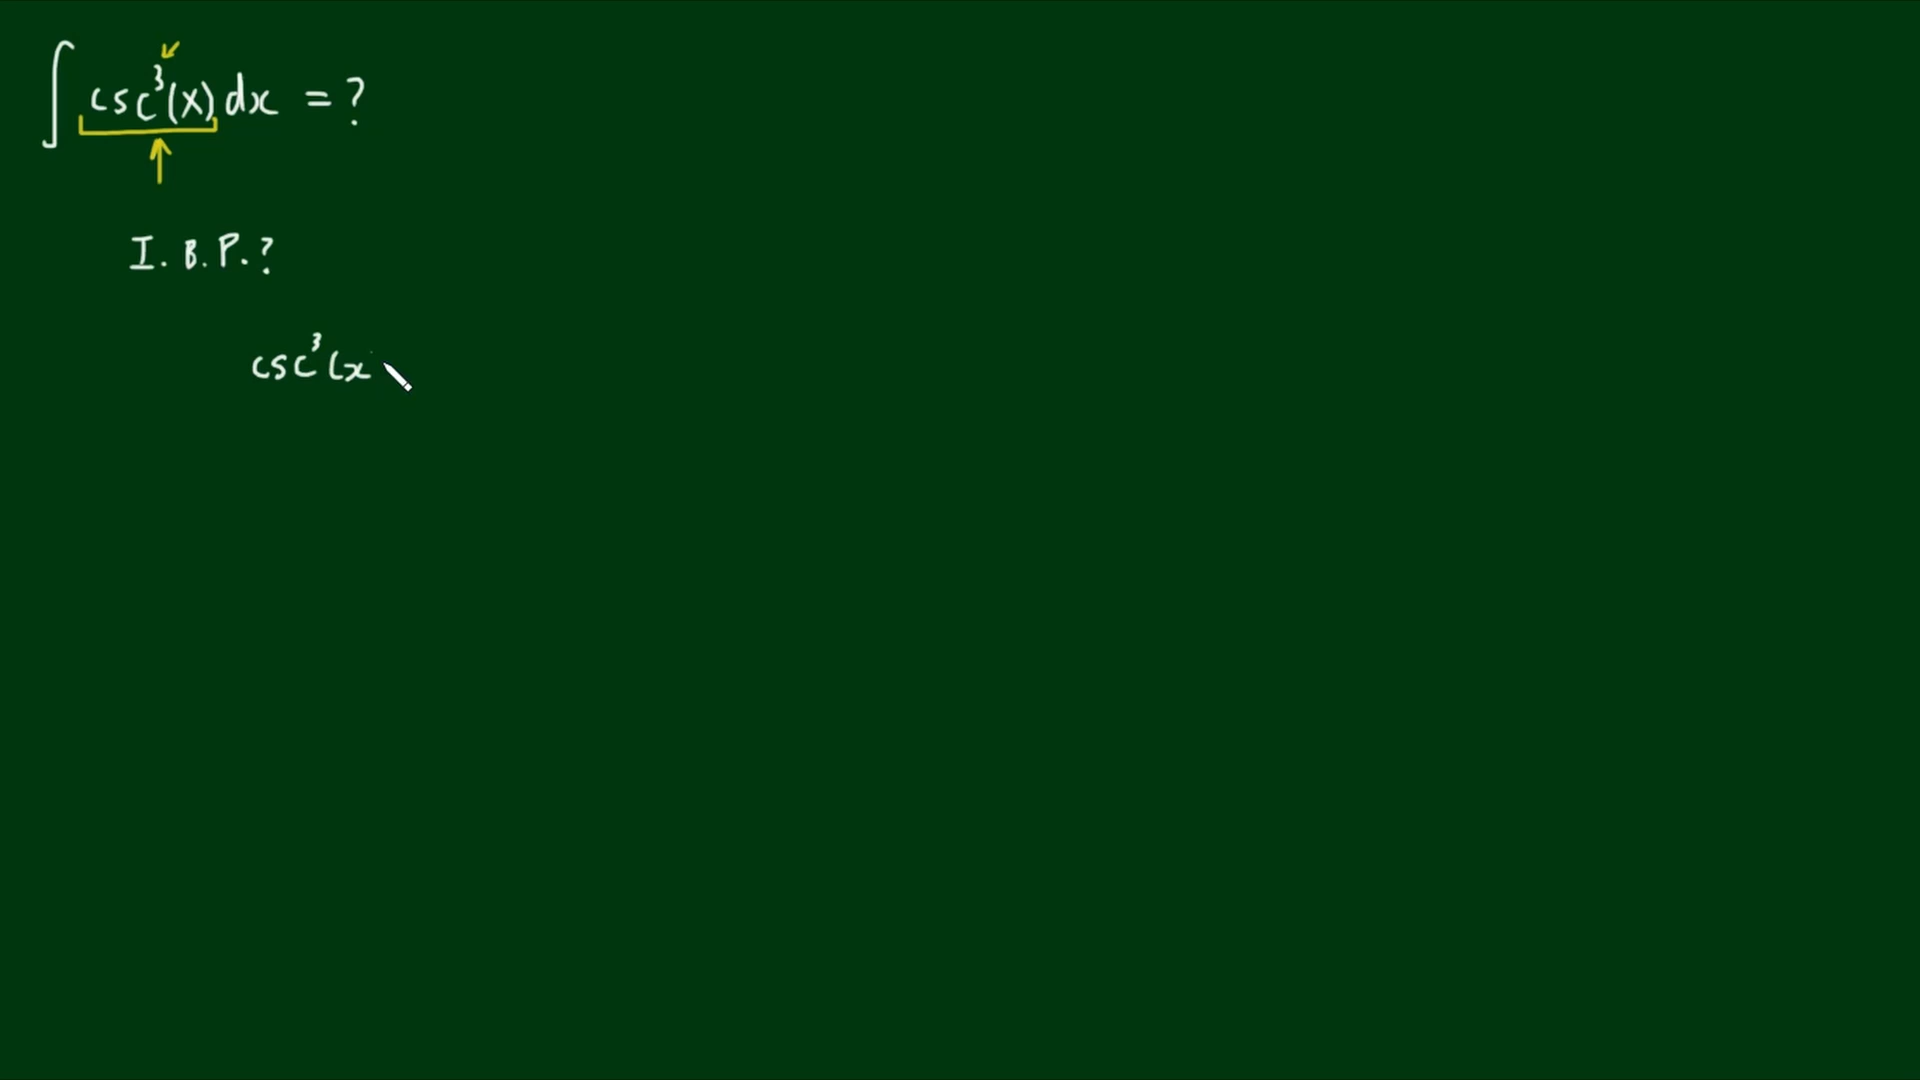 ∫ csc³(x) dx = ?
I. B. P. ?
csc³(x